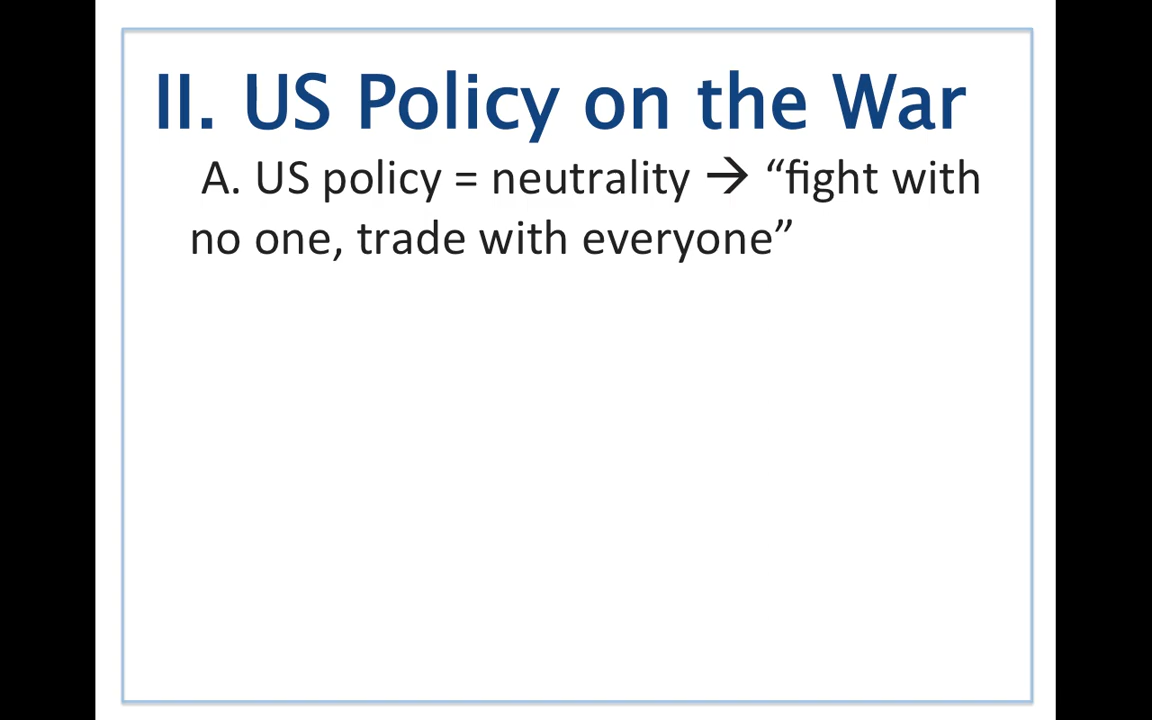 II. US Policy on the War
A. US policy = neutrality → “fight with
no one, trade with everyone”